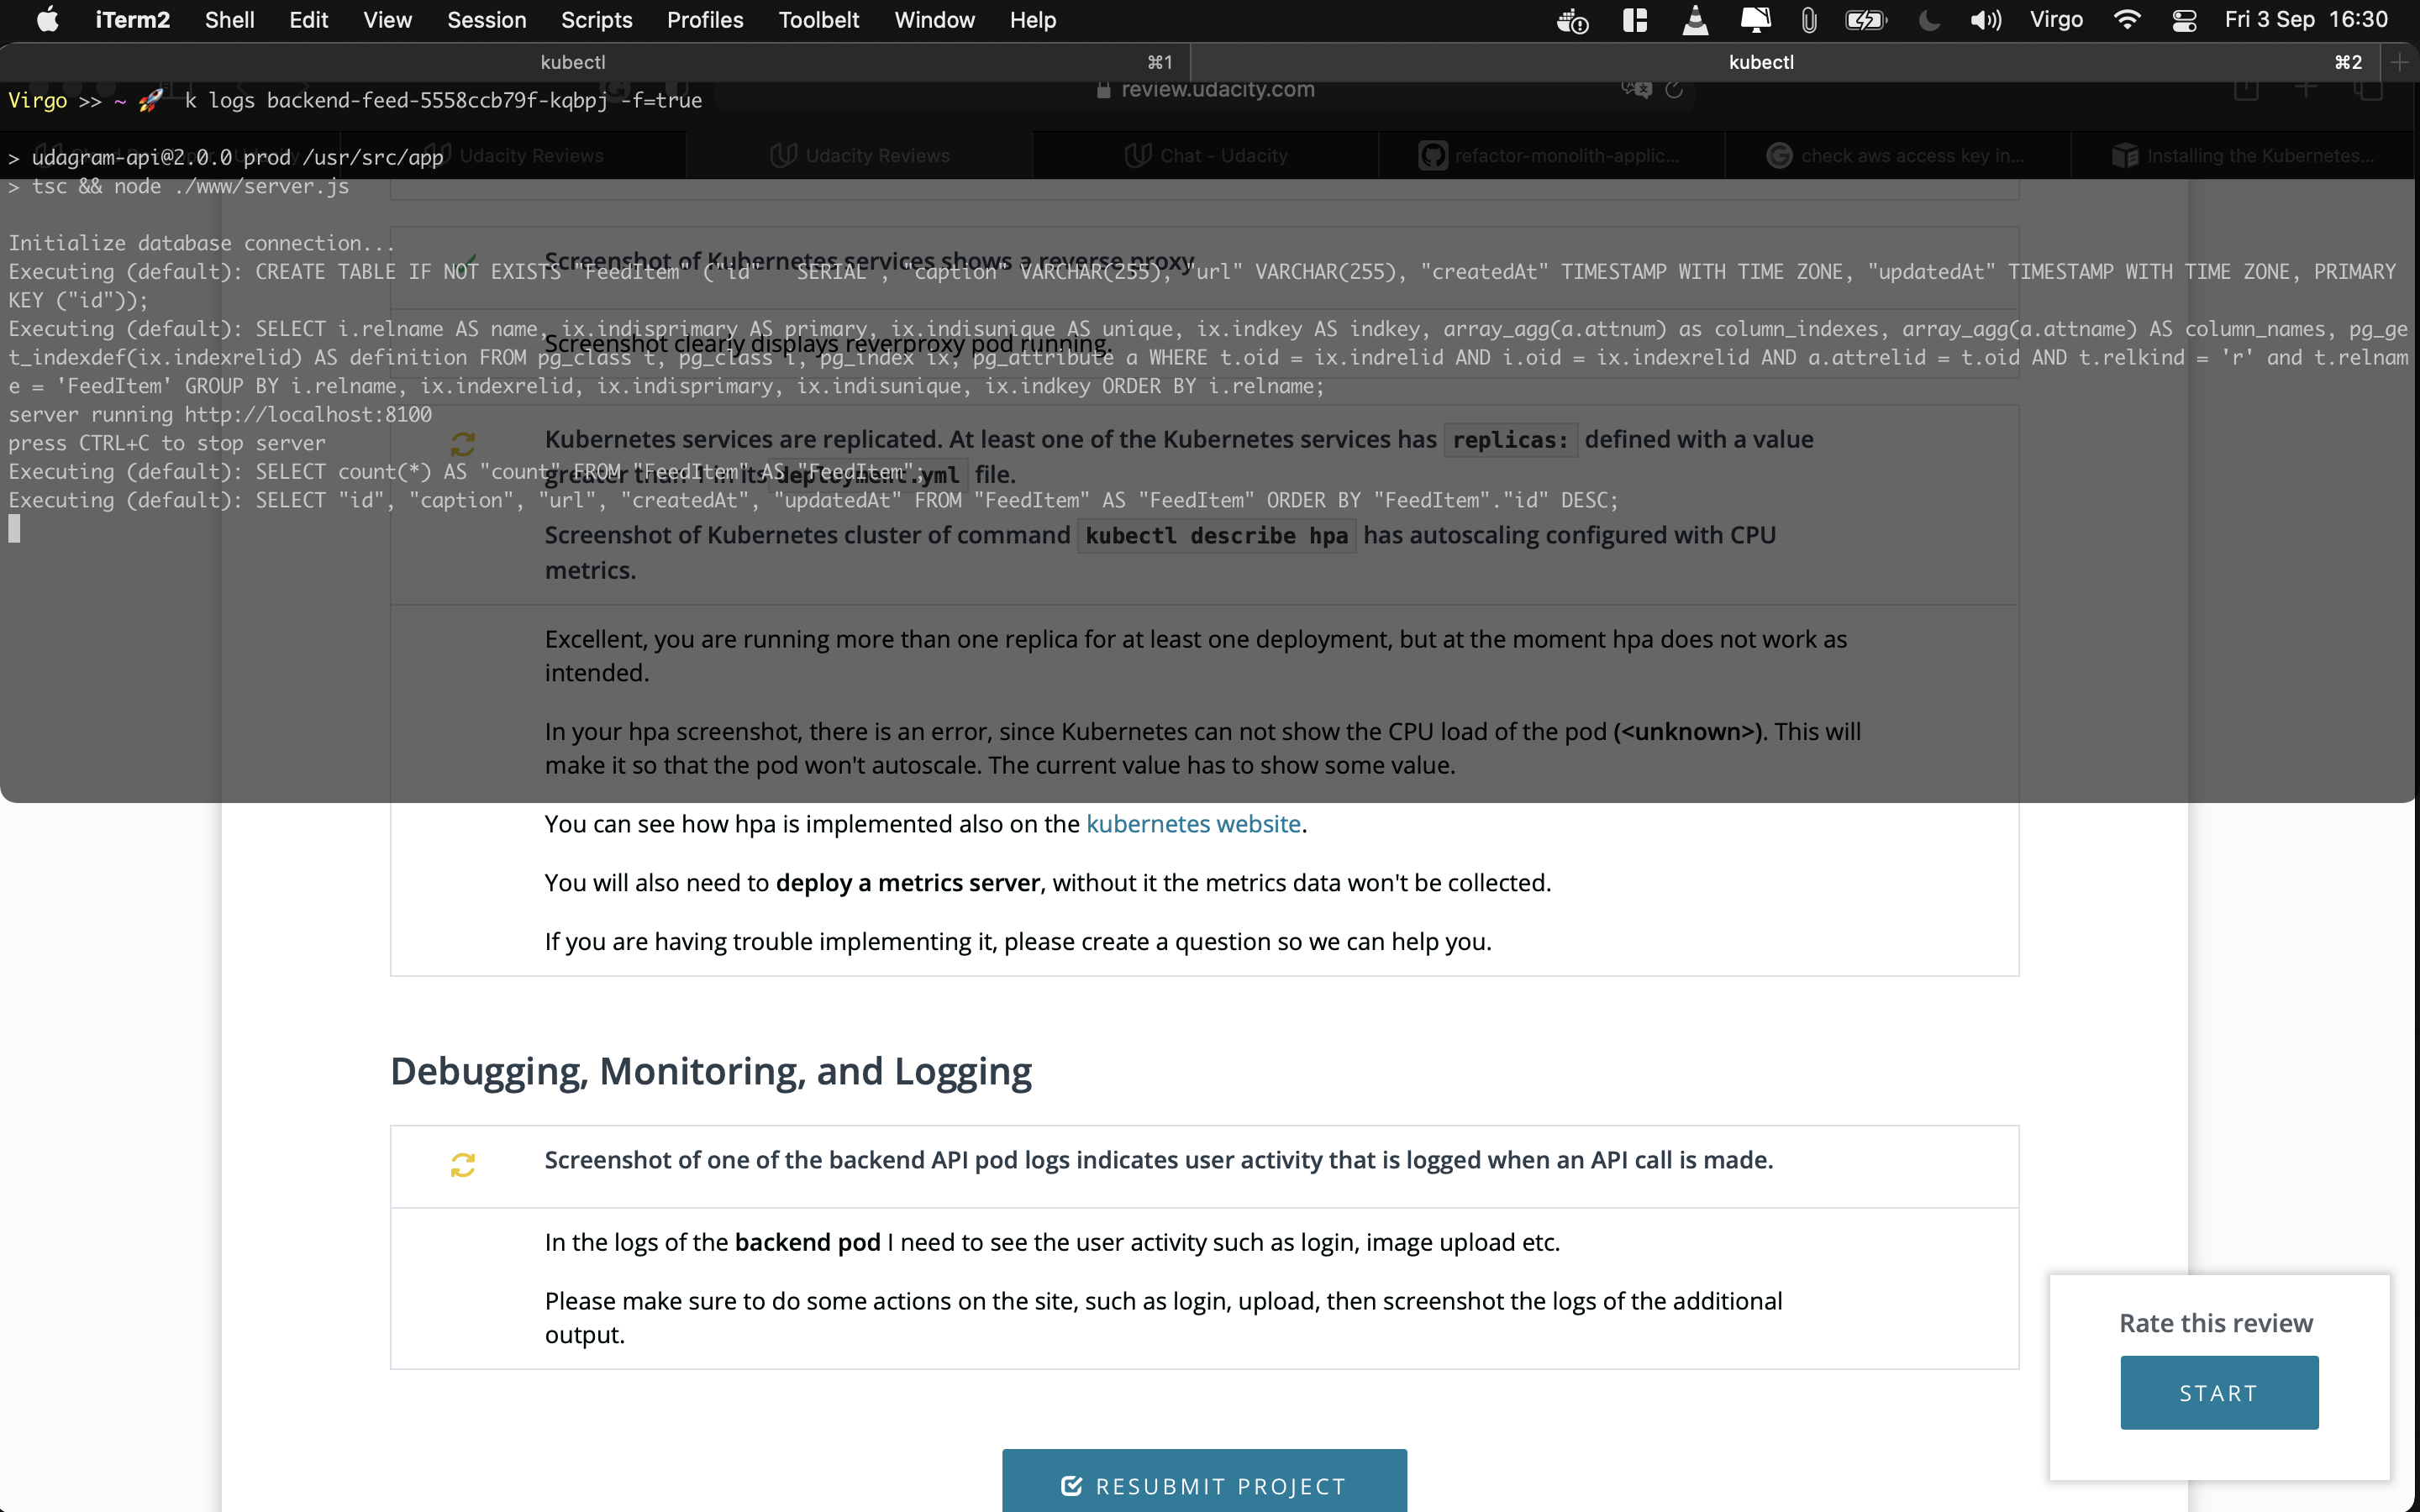 iTerm2 Shell Edit View Session Scripts Profiles Toolbelt Window Help Virgo Fri 3 Sep 16:30
kubectl ⌘1 kubectl ⌘2
Virgo >> ~ 🚀 k logs backend-feed-5558ccb79f-kqbpj -f=true
review.udacity.com
> udagram-api@2.0.0 prod /usr/src/app
Udacity Reviews Udacity Reviews Chat - Udacity refactor-monolith-applic... check aws access key in... Installing the Kubernetes...
> tsc && node ./www/server.js
Initialize database connection...
Executing (default): CREATE TABLE IF NOT EXISTS "FeedItem" ("id"   SERIAL , "caption" VARCHAR(255), "url" VARCHAR(255), "createdAt" TIMESTAMP WITH TIME ZONE, "updatedAt" TIMESTAMP WITH TIME ZONE, PRIMARY
KEY ("id"));
Executing (default): SELECT i.relname AS name, ix.indisprimary AS primary, ix.indisunique AS unique, ix.indkey AS indkey, array_agg(a.attnum) as column_indexes, array_agg(a.attname) AS column_names, pg_ge
t_indexdef(ix.indexrelid) AS definition FROM pg_class t, pg_class i, pg_index ix, pg_attribute a WHERE t.oid = ix.indrelid AND i.oid = ix.indexrelid AND a.attrelid = t.oid AND t.relkind = 'r' and t.relnam
e = 'FeedItem' GROUP BY i.relname, ix.indexrelid, ix.indisprimary, ix.indisunique, ix.indkey ORDER BY i.relname;
server running http://localhost:8100
press CTRL+C to stop server
Executing (default): SELECT count(*) AS "count" FROM "FeedItem" AS "FeedItem";
Executing (default): SELECT "id", "caption", "url", "createdAt", "updatedAt" FROM "FeedItem" AS "FeedItem" ORDER BY "FeedItem"."id" DESC;
Screenshot of Kubernetes services shows a reverse proxy
Screenshot clearly displays reverproxy pod running.
Kubernetes services are replicated. At least one of the Kubernetes services has replicas: defined with a value
greater than 1 in its deployment.yml file.
Screenshot of Kubernetes cluster of command kubectl describe hpa has autoscaling configured with CPU
metrics.
Excellent, you are running more than one replica for at least one deployment, but at the moment hpa does not work as
intended.
In your hpa screenshot, there is an error, since Kubernetes can not show the CPU load of the pod (<unknown>). This will
make it so that the pod won't autoscale. The current value has to show some value.
You can see how hpa is implemented also on the kubernetes website.
You will also need to deploy a metrics server, without it the metrics data won't be collected.
If you are having trouble implementing it, please create a question so we can help you.
Debugging, Monitoring, and Logging
Screenshot of one of the backend API pod logs indicates user activity that is logged when an API call is made.
In the logs of the backend pod I need to see the user activity such as login, image upload etc.
Please make sure to do some actions on the site, such as login, upload, then screenshot the logs of the additional
output.
Rate this review
START
RESUBMIT PROJECT